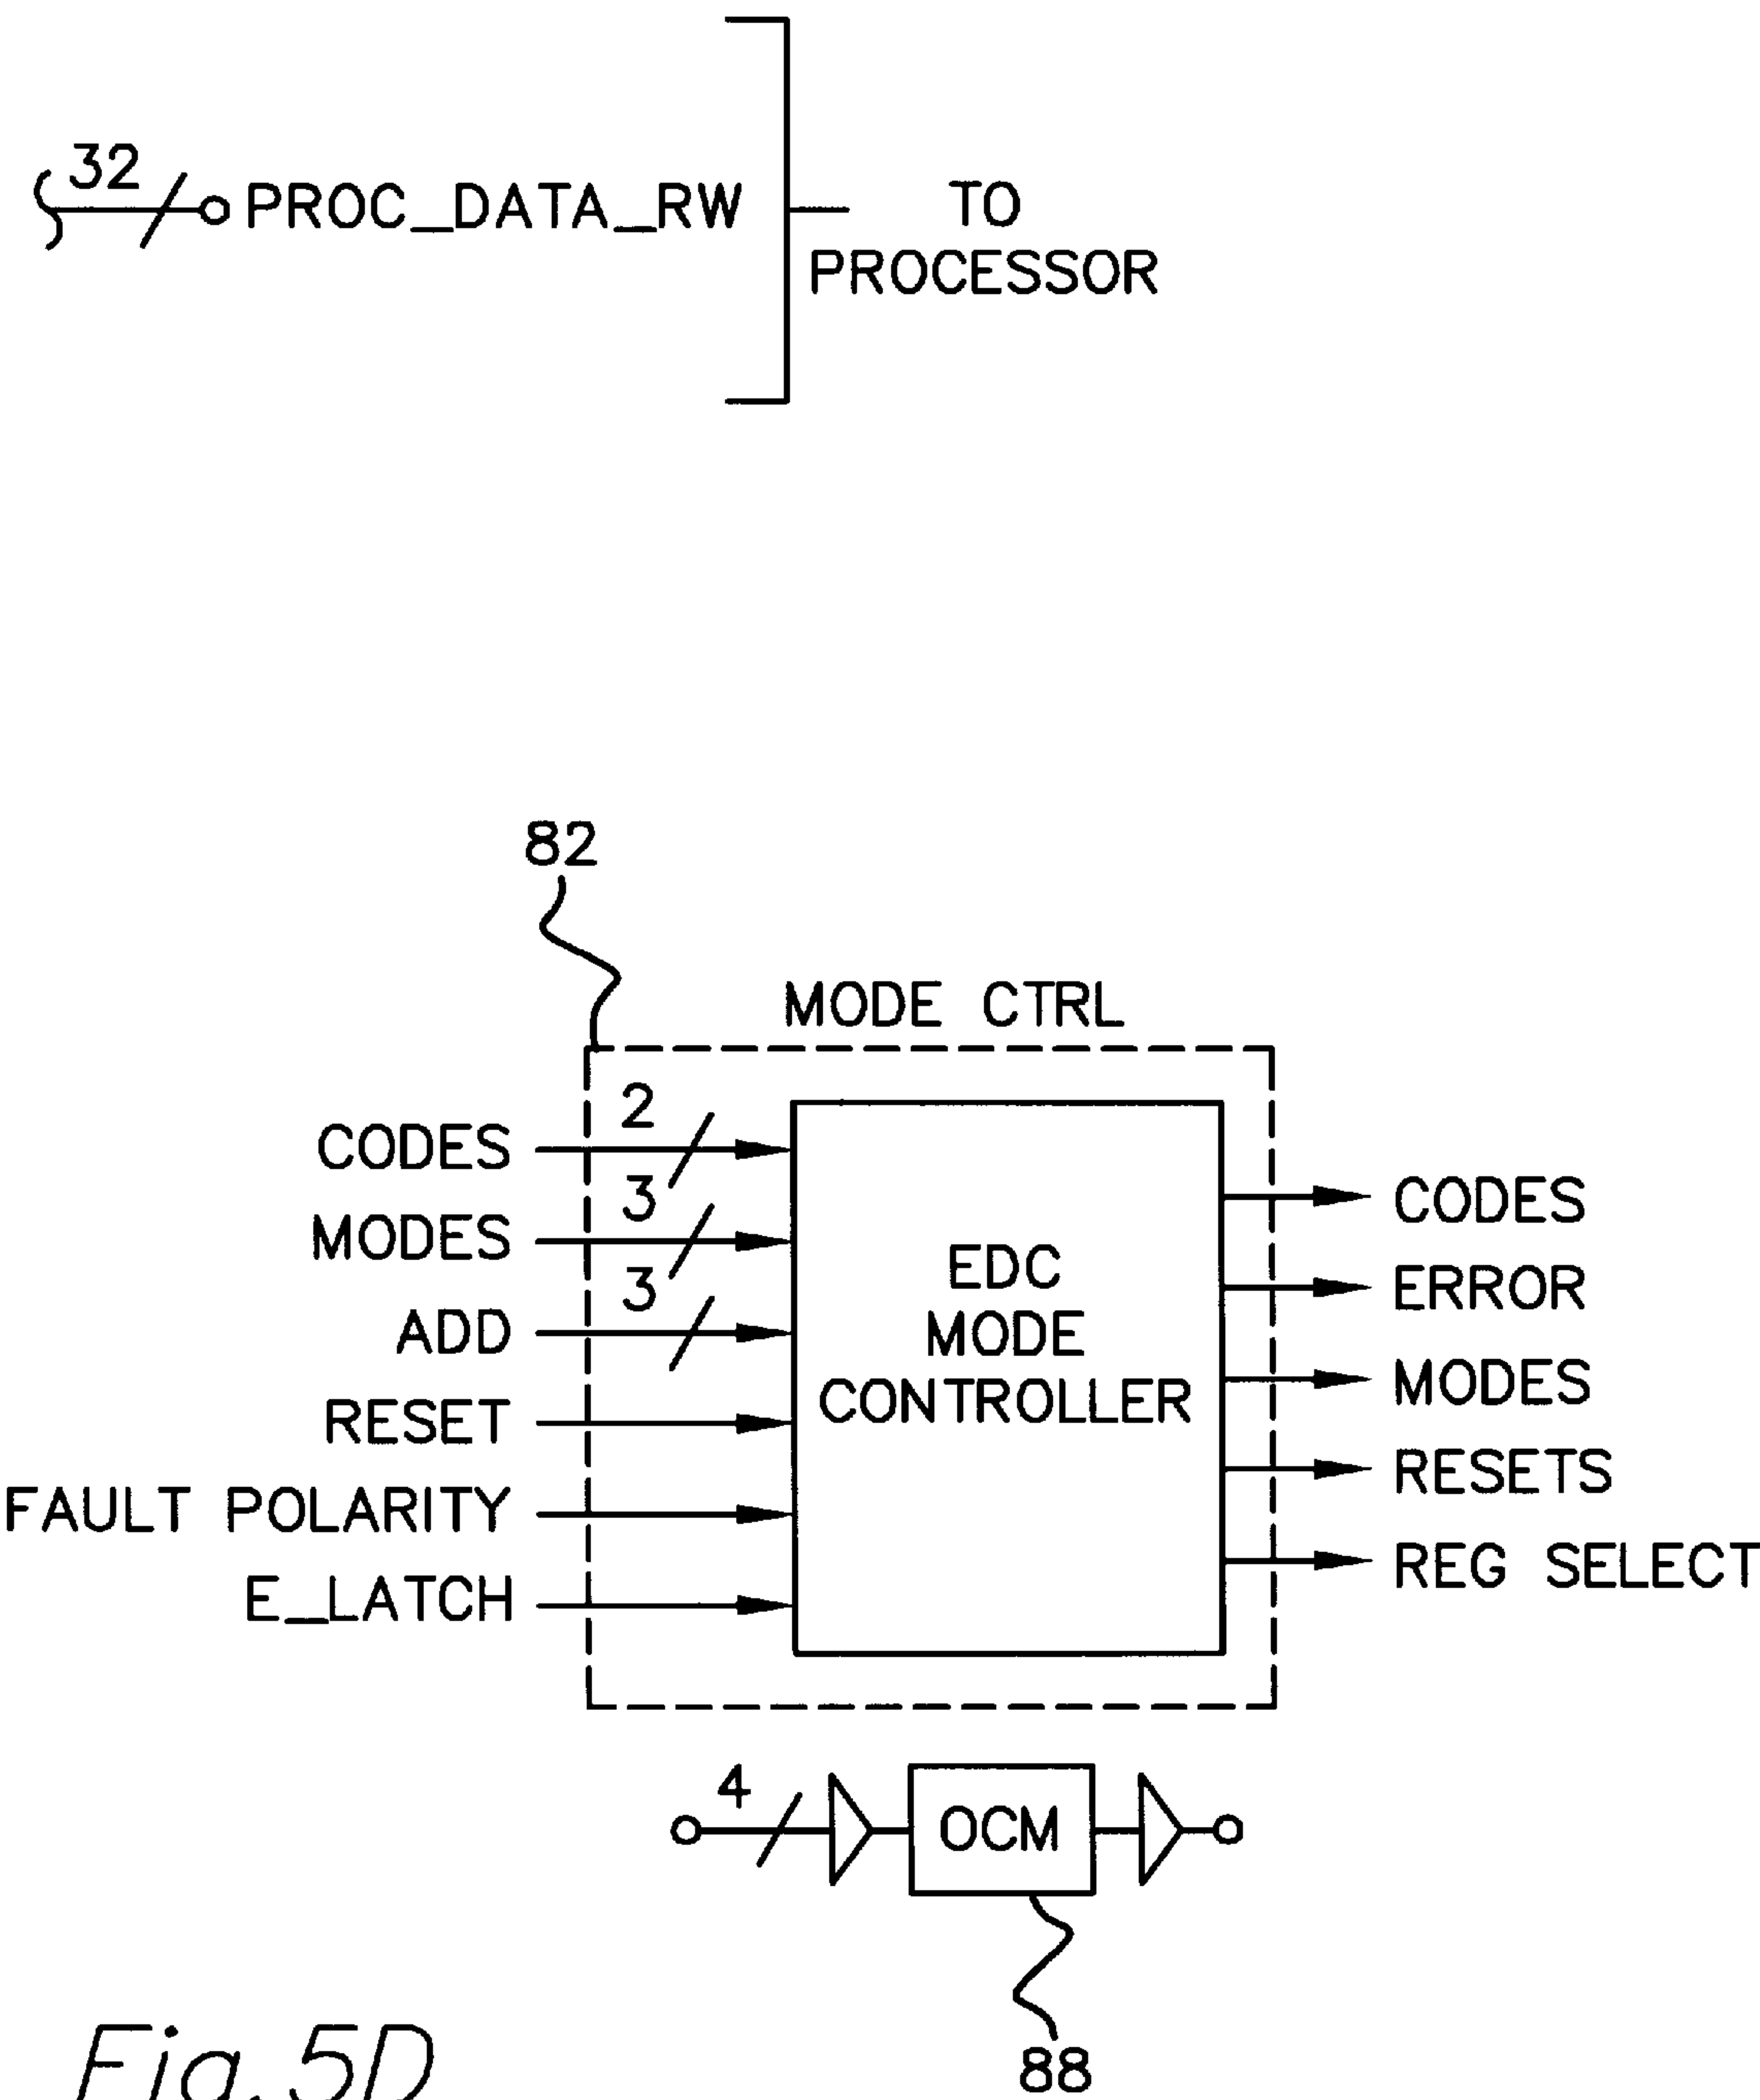 32
PROC_DATA_RW
TO
PROCESSOR
82
MODE CTRL
CODES
2
MODES
3
ADD
3
RESET
FAULT POLARITY
E_LATCH
EDC
MODE
CONTROLLER
CODES
ERROR
MODES
RESETS
REG SELECT
4
OCM
88
Fig.5D